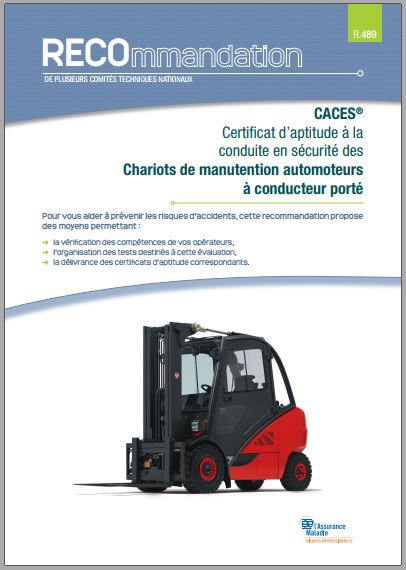 R.489
RECOmmandation
DE PLUSIEURS COMITÉS TECHNIQUES NATIONAUX
CACES®
Certificat d'aptitude à la
conduite en sécurité des
Chariots de manutention automoteurs
à conducteur porté
Pour vous aider à prévenir les risques d'accidents, cette recommandation propose
des moyens permettant :
➔ la vérification des compétences de vos opérateurs,
➔ l'organisation des tests destinés à cette évaluation,
➔ la délivrance des certificats d'aptitude correspondants.
l'Assurance
Maladie
RISQUES PROFESSIONNELS